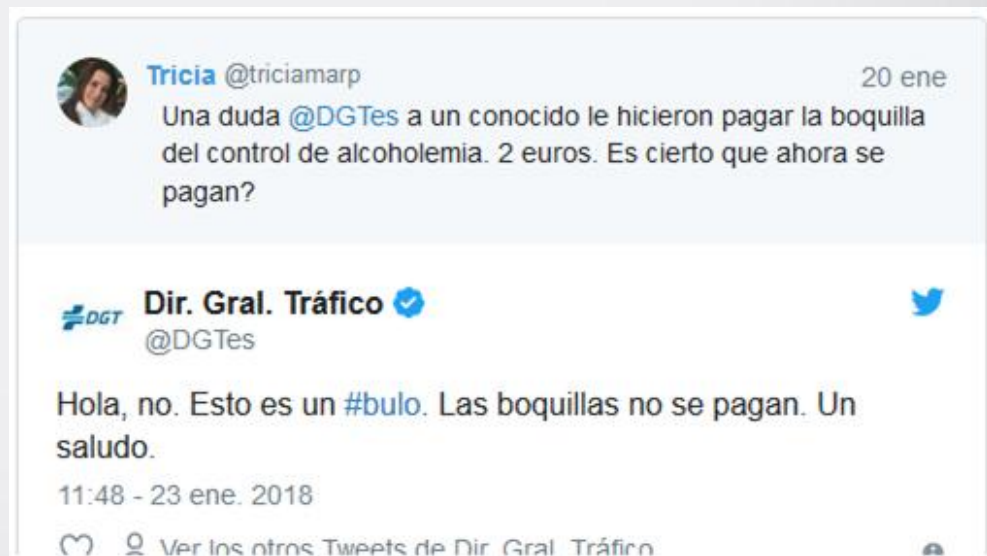 Tricia @triciamarp 20 ene
Una duda @DGTes a un conocido le hicieron pagar la boquilla
del control de alcoholemia. 2 euros. Es cierto que ahora se
pagan?
DGT
Dir. Gral. Tráfico
@DGTes
Hola, no. Esto es un #bulo. Las boquillas no se pagan. Un
saludo.
11:48 - 23 ene. 2018
Ver los otros Tweets de Dir. Gral. Tráfico